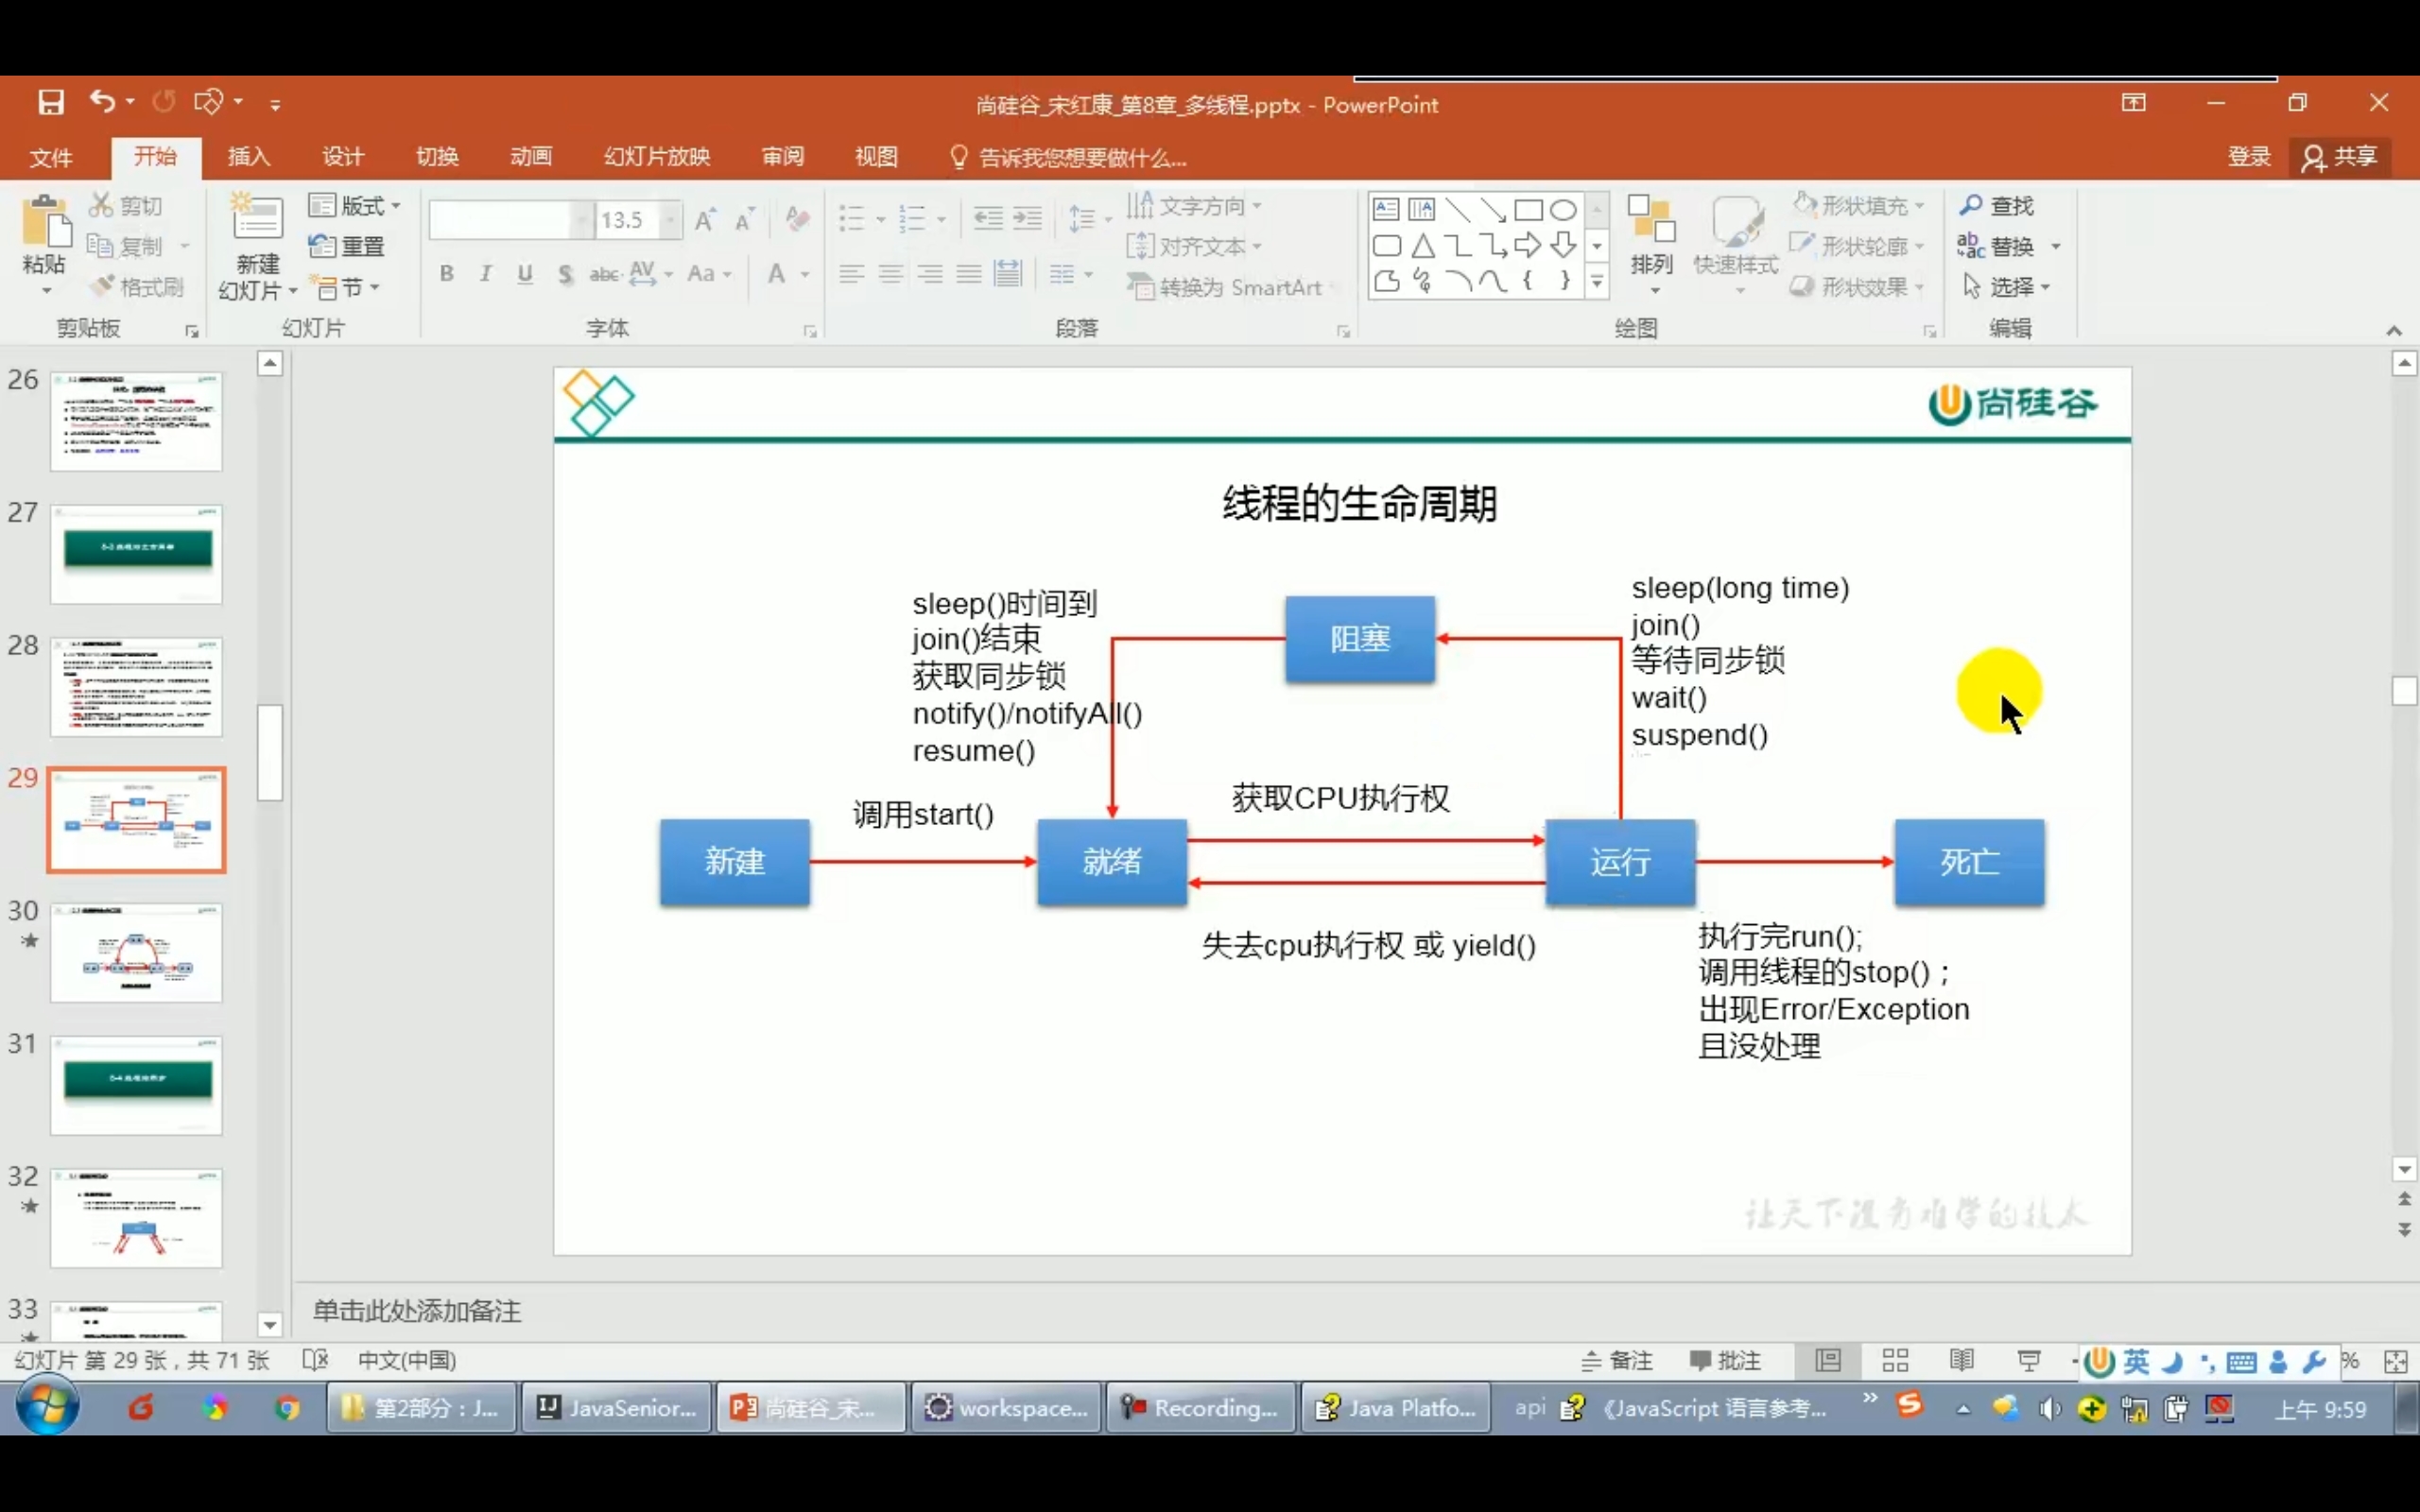 尚硅谷_宋红康_第8章_多线程.pptx - PowerPoint
文件 开始 插入 设计 切换 动画 幻灯片放映 审阅 视图 告诉我您想要做什么... 登录 共享
粘贴 剪切 复制 格式刷
剪贴板
新建幻灯片 版式 重置 节
幻灯片
13.5
B I U S abc AV Aa A
字体
文字方向
对齐文本
转换为 SmartArt
段落
排列 快速样式 形状填充 形状轮廓 形状效果
绘图
查找
替换
选择
编辑
26
27
28
29
30
31
32
33
尚硅谷
线程的生命周期
sleep()时间到
join()结束
获取同步锁
notify()/notifyAll()
resume()
阻塞
sleep(long time)
join()
等待同步锁
wait()
suspend()
调用start()
获取CPU执行权
新建
就绪
运行
死亡
失去cpu执行权 或 yield()
执行完run();
调用线程的stop() ;
出现Error/Exception
且没处理
让天下没有难学的技术
单击此处添加备注
幻灯片 第 29 张，共 71 张 中文(中国) 备注 批注 英 %
第2部分：J... JavaSenior... 尚硅谷_宋... workspace... Recording... Java Platfo... api 《JavaScript 语言参考... 上午 9:59